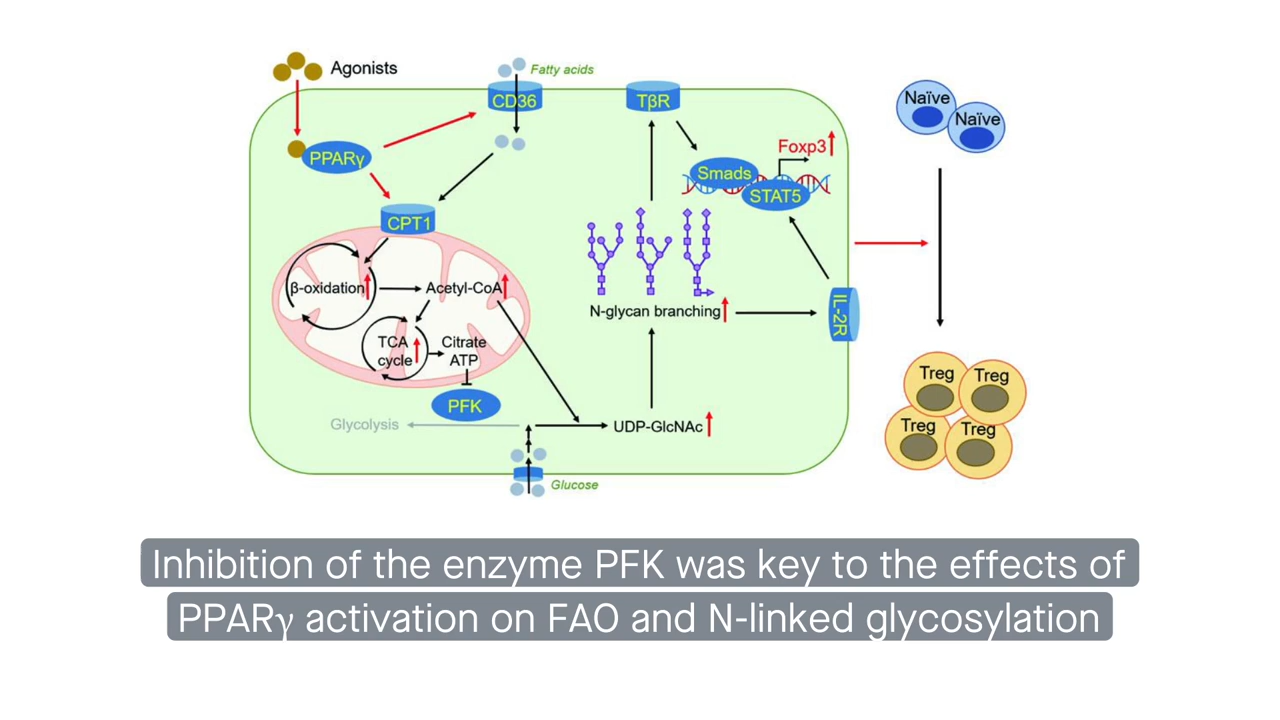 Agonists
Fatty acids
CD36
TβR
Naïve
Naïve
PPARγ
Foxp3
Smads
STAT5
CPT1
β-oxidation
Acetyl-CoA
N-glycan branching
IL-2R
TCA
cycle
Citrate
ATP
PFK
Glycolysis
UDP-GlcNAc
Glucose
Treg
Treg
Treg
Treg
Inhibition of the enzyme PFK was key to the effects of
PPARγ activation on FAO and N-linked glycosylation